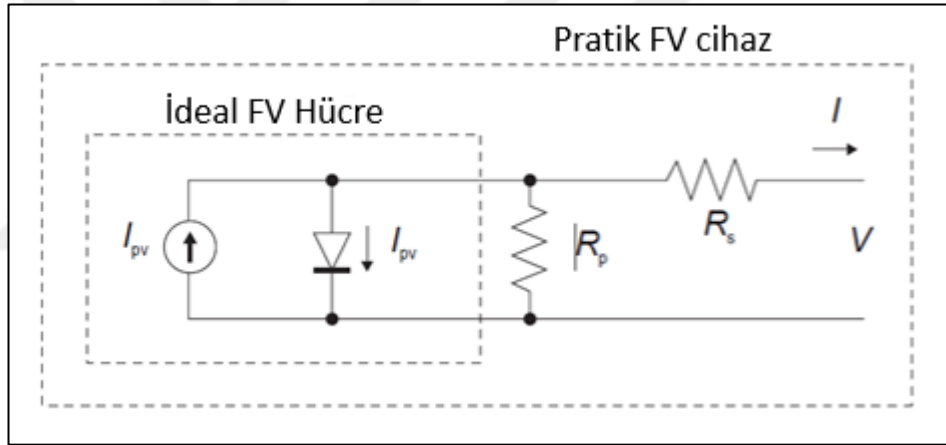 Pratik FV cihaz
İdeal FV Hücre
I
Ipv
Ipv
Rp
Rs
V